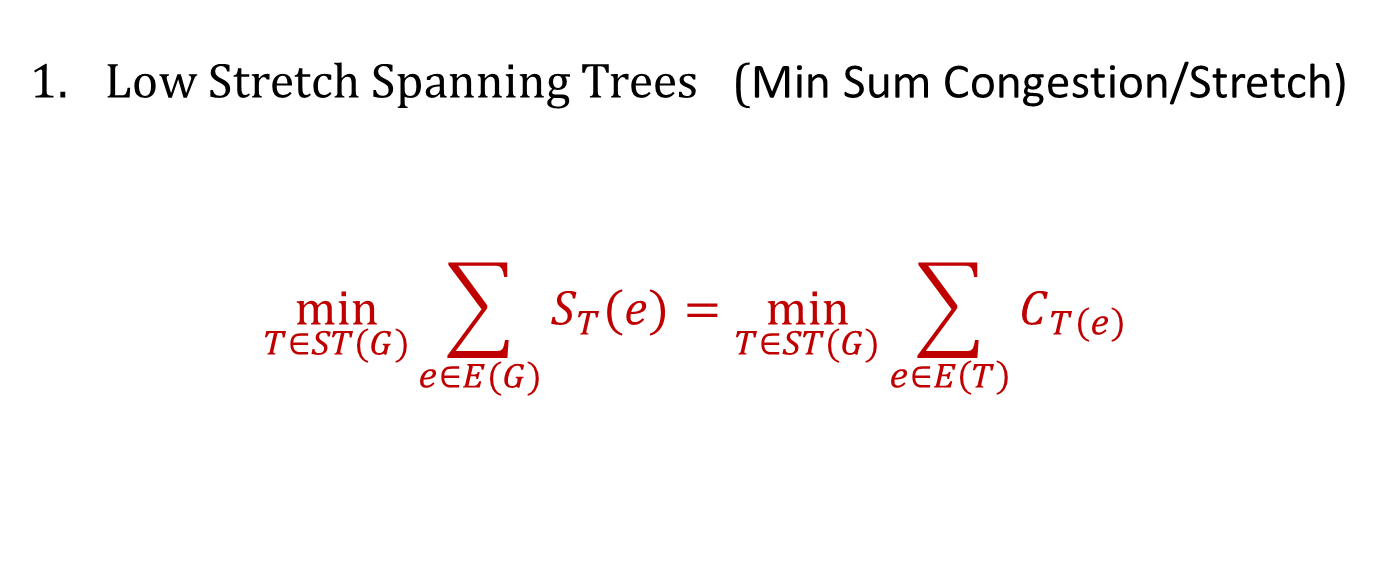 1. Low Stretch Spanning Trees (Min Sum Congestion/Stretch)
min_{T∈ST(G)} ∑_{e∈E(G)} S_T(e) = min_{T∈ST(G)} ∑_{e∈E(T)} C_{T(e)}